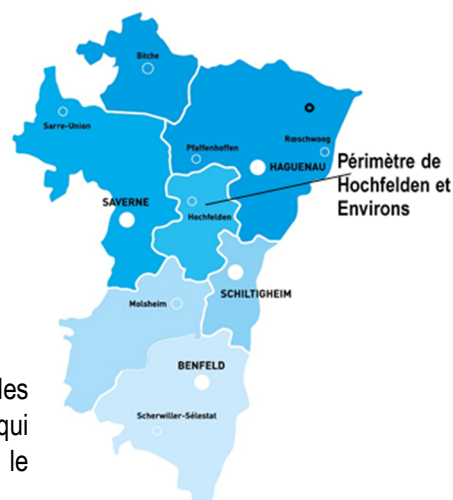 Bitche
Sarre-Union
Rœschwoog
Pfaffenhoffen
HAGUENAU
Périmètre de
Hochfelden et
Environs
SAVERNE
Hochfelden
SCHILTIGHEIM
Molsheim
BENFELD
Scherwiller-Sélestat
les
qui
le